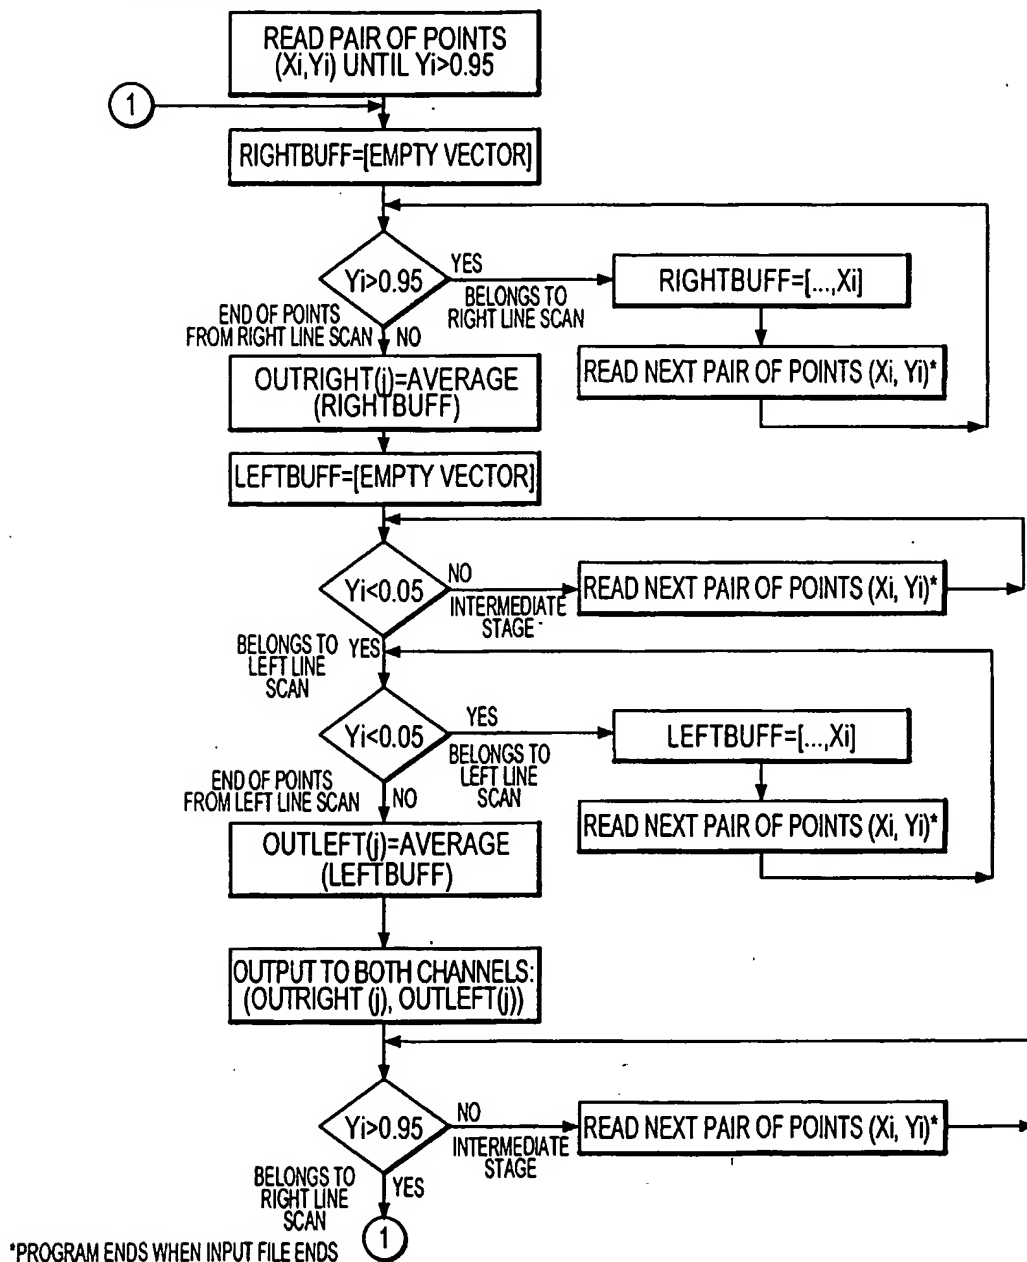 READ PAIR OF POINTS
(Xi,Yi) UNTIL Yi>0.95
1
RIGHTBUFF=[EMPTY VECTOR]
Yi>0.95
YES
BELONGS TO
RIGHT LINE SCAN
RIGHTBUFF=[...,Xi]
READ NEXT PAIR OF POINTS (Xi, Yi)*
END OF POINTS
FROM RIGHT LINE SCAN
NO
OUTRIGHT(j)=AVERAGE
(RIGHTBUFF)
LEFTBUFF=[EMPTY VECTOR]
Yi<0.05
NO
INTERMEDIATE
STAGE
READ NEXT PAIR OF POINTS (Xi, Yi)*
BELONGS TO
LEFT LINE
SCAN
YES
Yi<0.05
YES
BELONGS TO
LEFT LINE
SCAN
LEFTBUFF=[...,Xi]
READ NEXT PAIR OF POINTS (Xi, Yi)*
END OF POINTS
FROM LEFT LINE SCAN
NO
OUTLEFT(j)=AVERAGE
(LEFTBUFF)
OUTPUT TO BOTH CHANNELS:
(OUTRIGHT (j), OUTLEFT(j))
Yi>0.95
NO
INTERMEDIATE
STAGE
READ NEXT PAIR OF POINTS (Xi, Yi)*
BELONGS TO
RIGHT LINE
SCAN
YES
1
*PROGRAM ENDS WHEN INPUT FILE ENDS